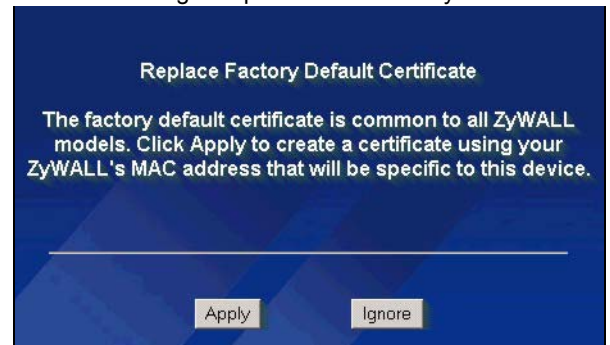 Replace Factory Default Certificate
The factory default certificate is common to all ZyWALL
models. Click Apply to create a certificate using your
ZyWALL's MAC address that will be specific to this device.
Apply
Ignore